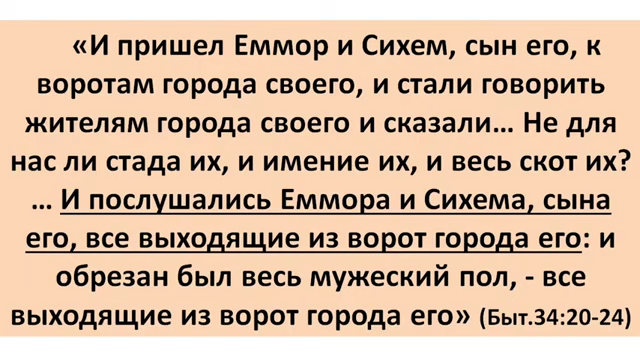 «И пришел Еммор и Сихем, сын его, к
воротам города своего, и стали говорить
жителям города своего и сказали... Не для
нас ли стада их, и имение их, и весь скот их?
... И послушались Еммора и Сихема, сына
его, все выходящие из ворот города его: и
обрезан был весь мужеский пол, - все
выходящие из ворот города его» (Быт.34:20-24)